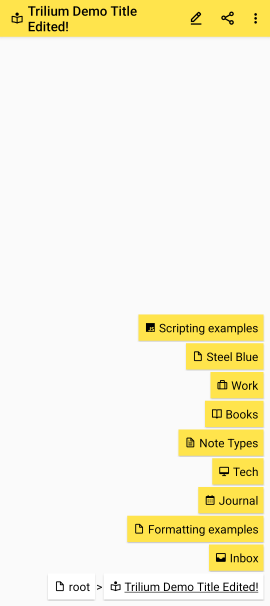 Trilium Demo Title
Edited!
Scripting examples
Steel Blue
Work
Books
Note Types
Tech
Journal
Formatting examples
Inbox
root > Trilium Demo Title Edited!